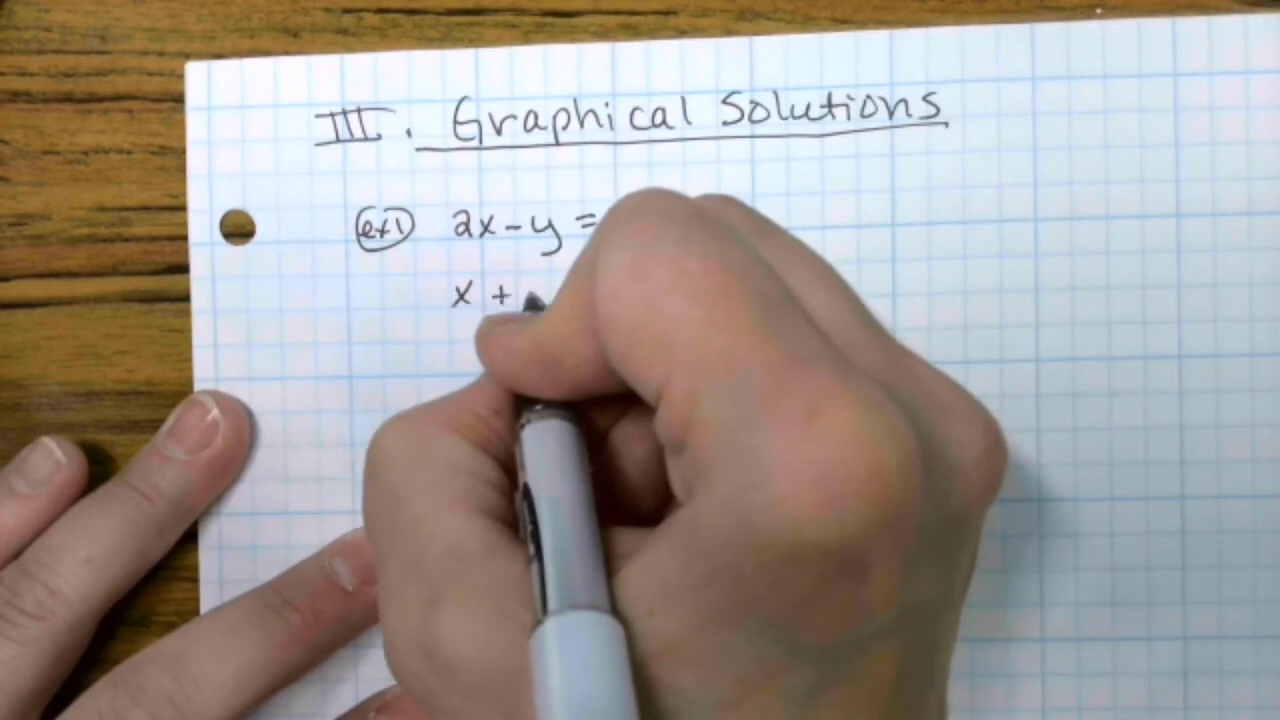 III. Graphical Solutions
ex1 2x - y =
x +